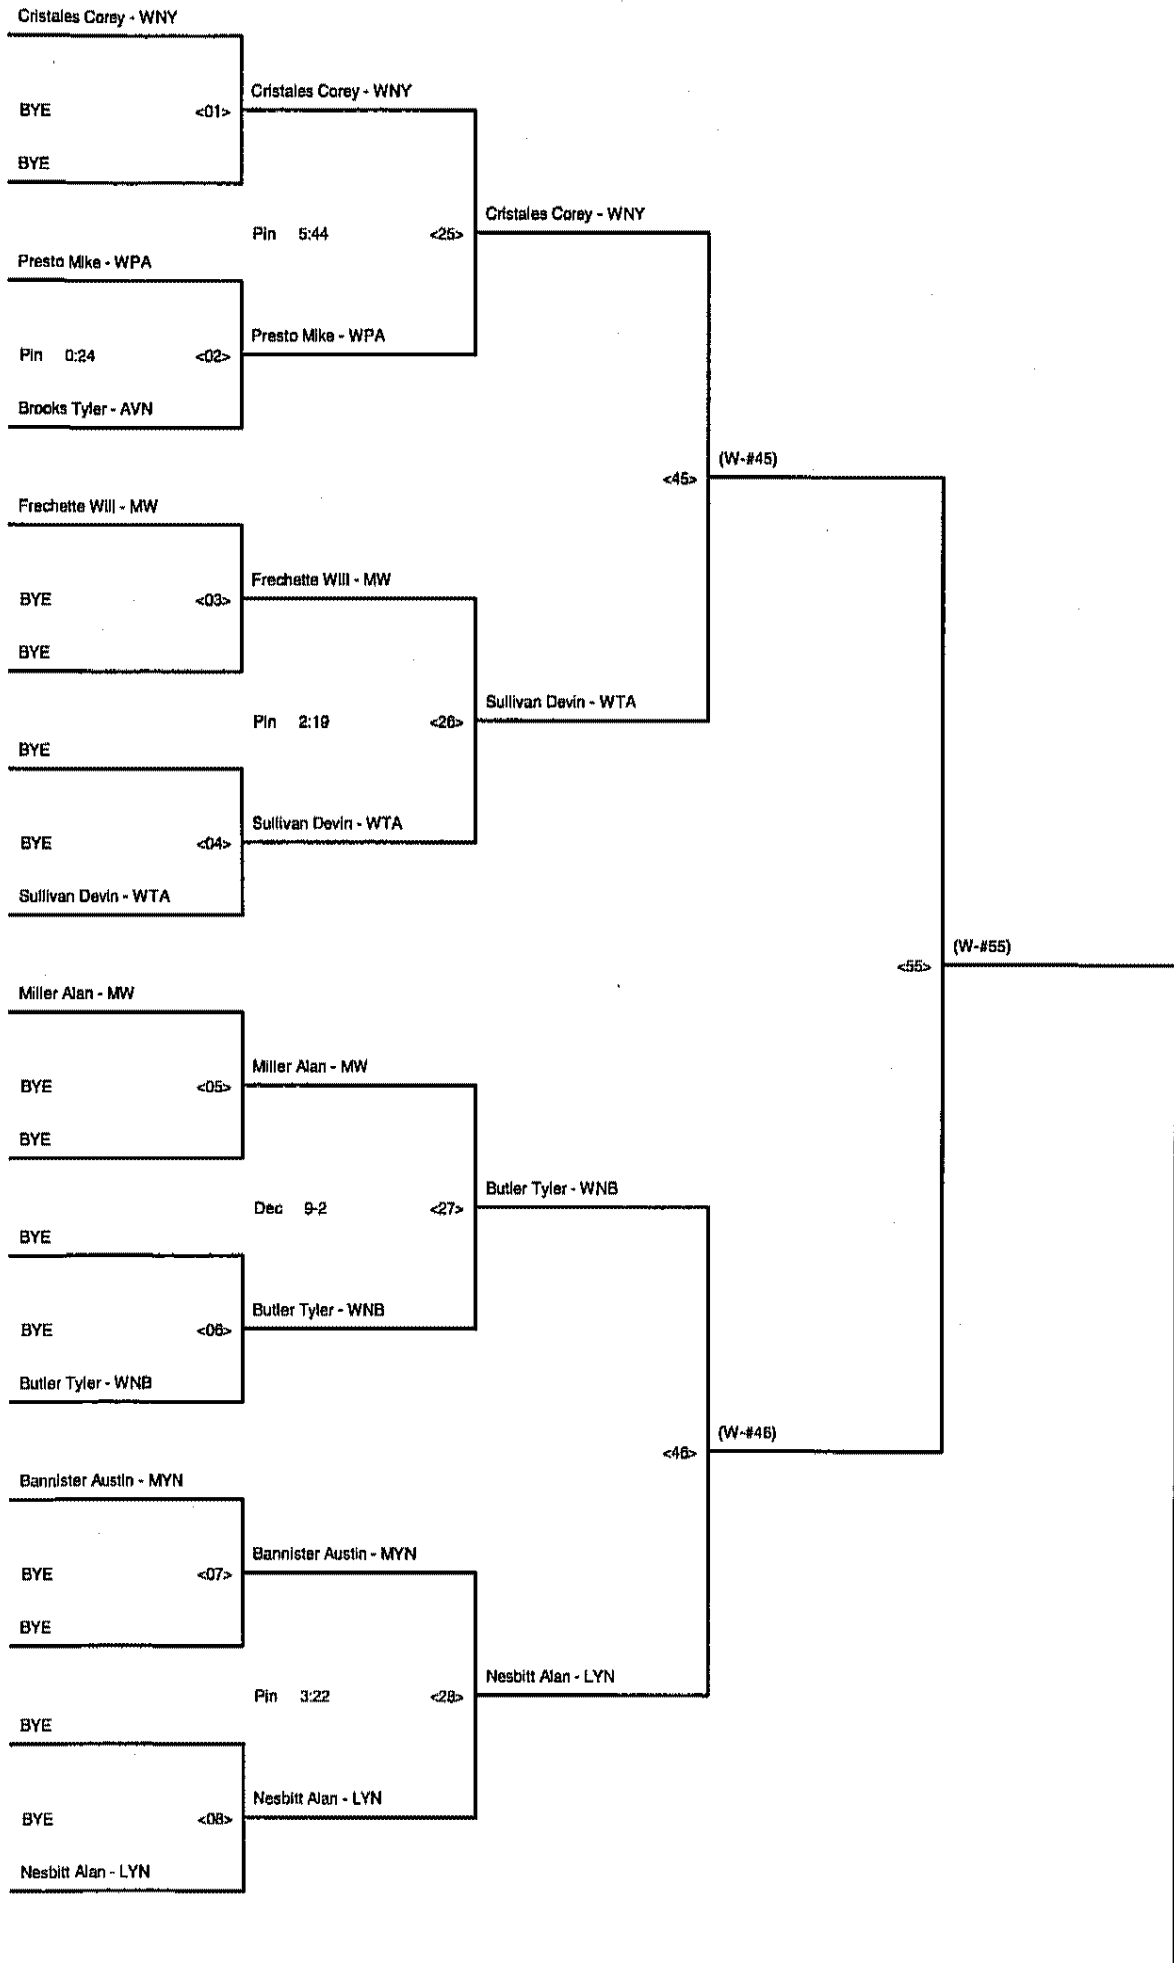 Cristales Corey - WNY
Cristales Corey - WNY
BYE <01>
BYE
Cristales Corey - WNY
Pin 5:44 <25>
Presto Mike - WPA
Presto Mike - WPA
Pin 0:24 <02>
Brooks Tyler - AVN
(W-#45)
<45>
Frechette Will - MW
Frechette Will - MW
BYE <03>
BYE
Sullivan Devin - WTA
Pin 2:19 <26>
BYE
Sullivan Devin - WTA
BYE <04>
Sullivan Devin - WTA
(W-#55)
<55>
Miller Alan - MW
Miller Alan - MW
BYE <05>
BYE
Butler Tyler - WNB
Dec 9-2 <27>
BYE
Butler Tyler - WNB
BYE <06>
Butler Tyler - WNB
(W-#46)
<46>
Bannister Austin - MYN
Bannister Austin - MYN
BYE <07>
BYE
Nesbitt Alan - LYN
Pin 3:22 <28>
BYE
Nesbitt Alan - LYN
BYE <08>
Nesbitt Alan - LYN